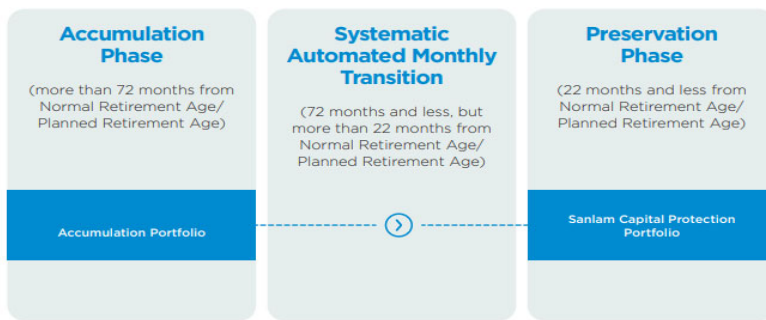 Accumulation
Phase
(more than 72 months from
Normal Retirement Age/
Planned Retirement Age)
Accumulation Portfolio
Systematic
Automated Monthly
Transition
(72 months and less, but
more than 22 months from
Normal Retirement Age/
Planned Retirement Age)
Preservation
Phase
(22 months and less from
Normal Retirement Age/
Planned Retirement Age)
Sanlam Capital Protection
Portfolio